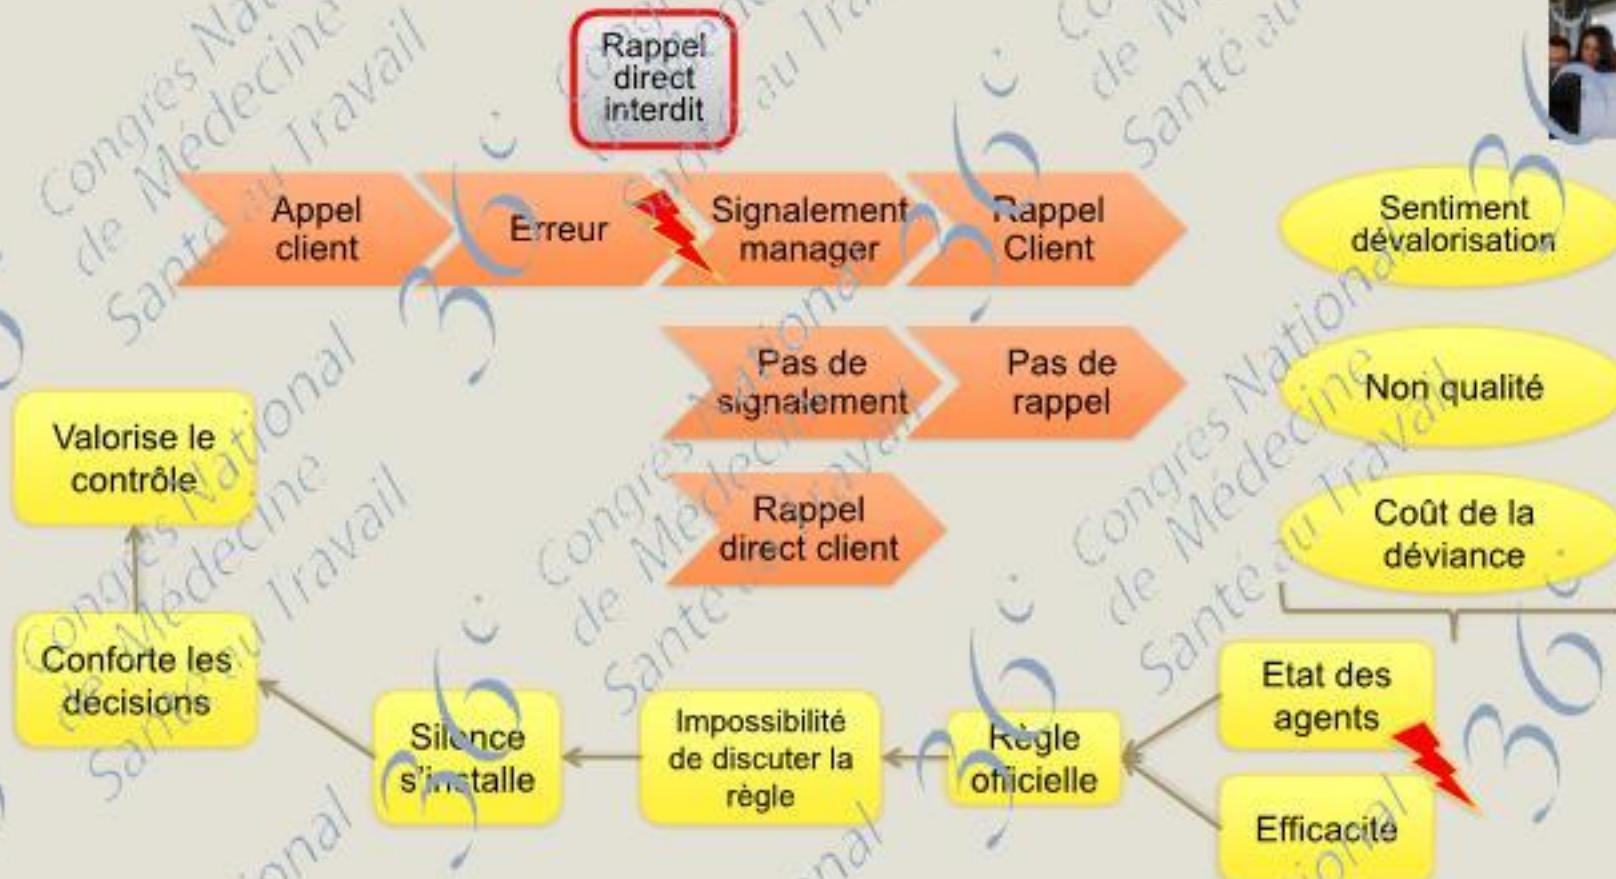 Rappel
direct
interdit
Appel
client
Erreur
Signalement
manager
Rappel
Client
Sentiment
dévalorisation
Pas de
signalement
Pas de
rappel
Non qualité
Rappel
direct client
Coût de la
déviance
Valorise le
contrôle
Conforte les
décisions
Silence
s'installe
Impossibilité
de discuter la
règle
Règle
officielle
Etat des
agents
Efficacité
Congrès National
de Médecine
Santé au Travail
36